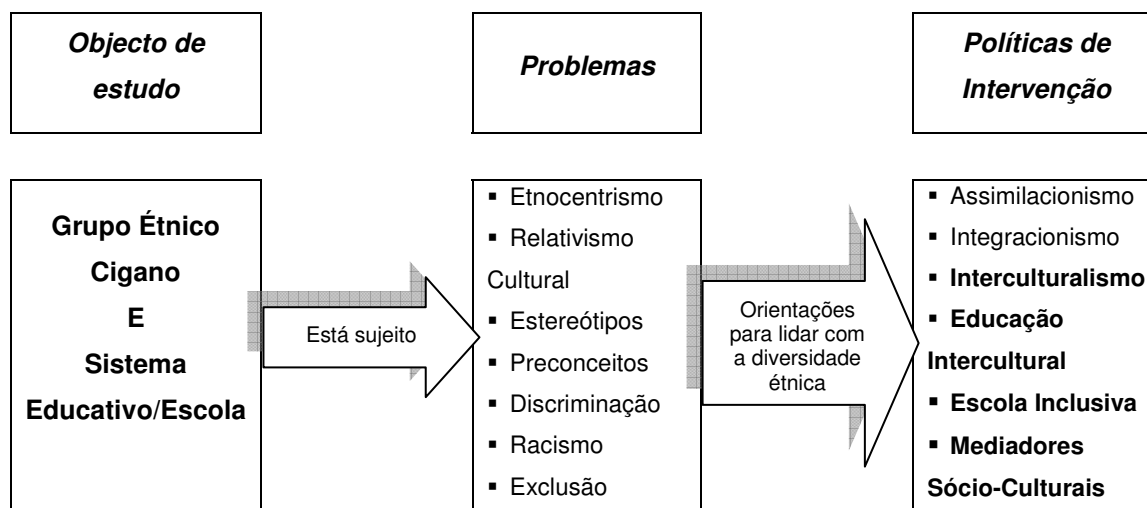 Objecto de
estudo
Problemas
Políticas de
Intervenção
Grupo Étnico
Cigano
E
Sistema
Educativo/Escola
Está sujeito
▪ Etnocentrismo
▪ Relativismo
Cultural
▪ Estereótipos
▪ Preconceitos
▪ Discriminação
▪ Racismo
▪ Exclusão
Orientações
para lidar com
a diversidade
étnica
▪ Assimilacionismo
▪ Integracionismo
▪ Interculturalismo
▪ Educação
Intercultural
▪ Escola Inclusiva
▪ Mediadores
Sócio-Culturais